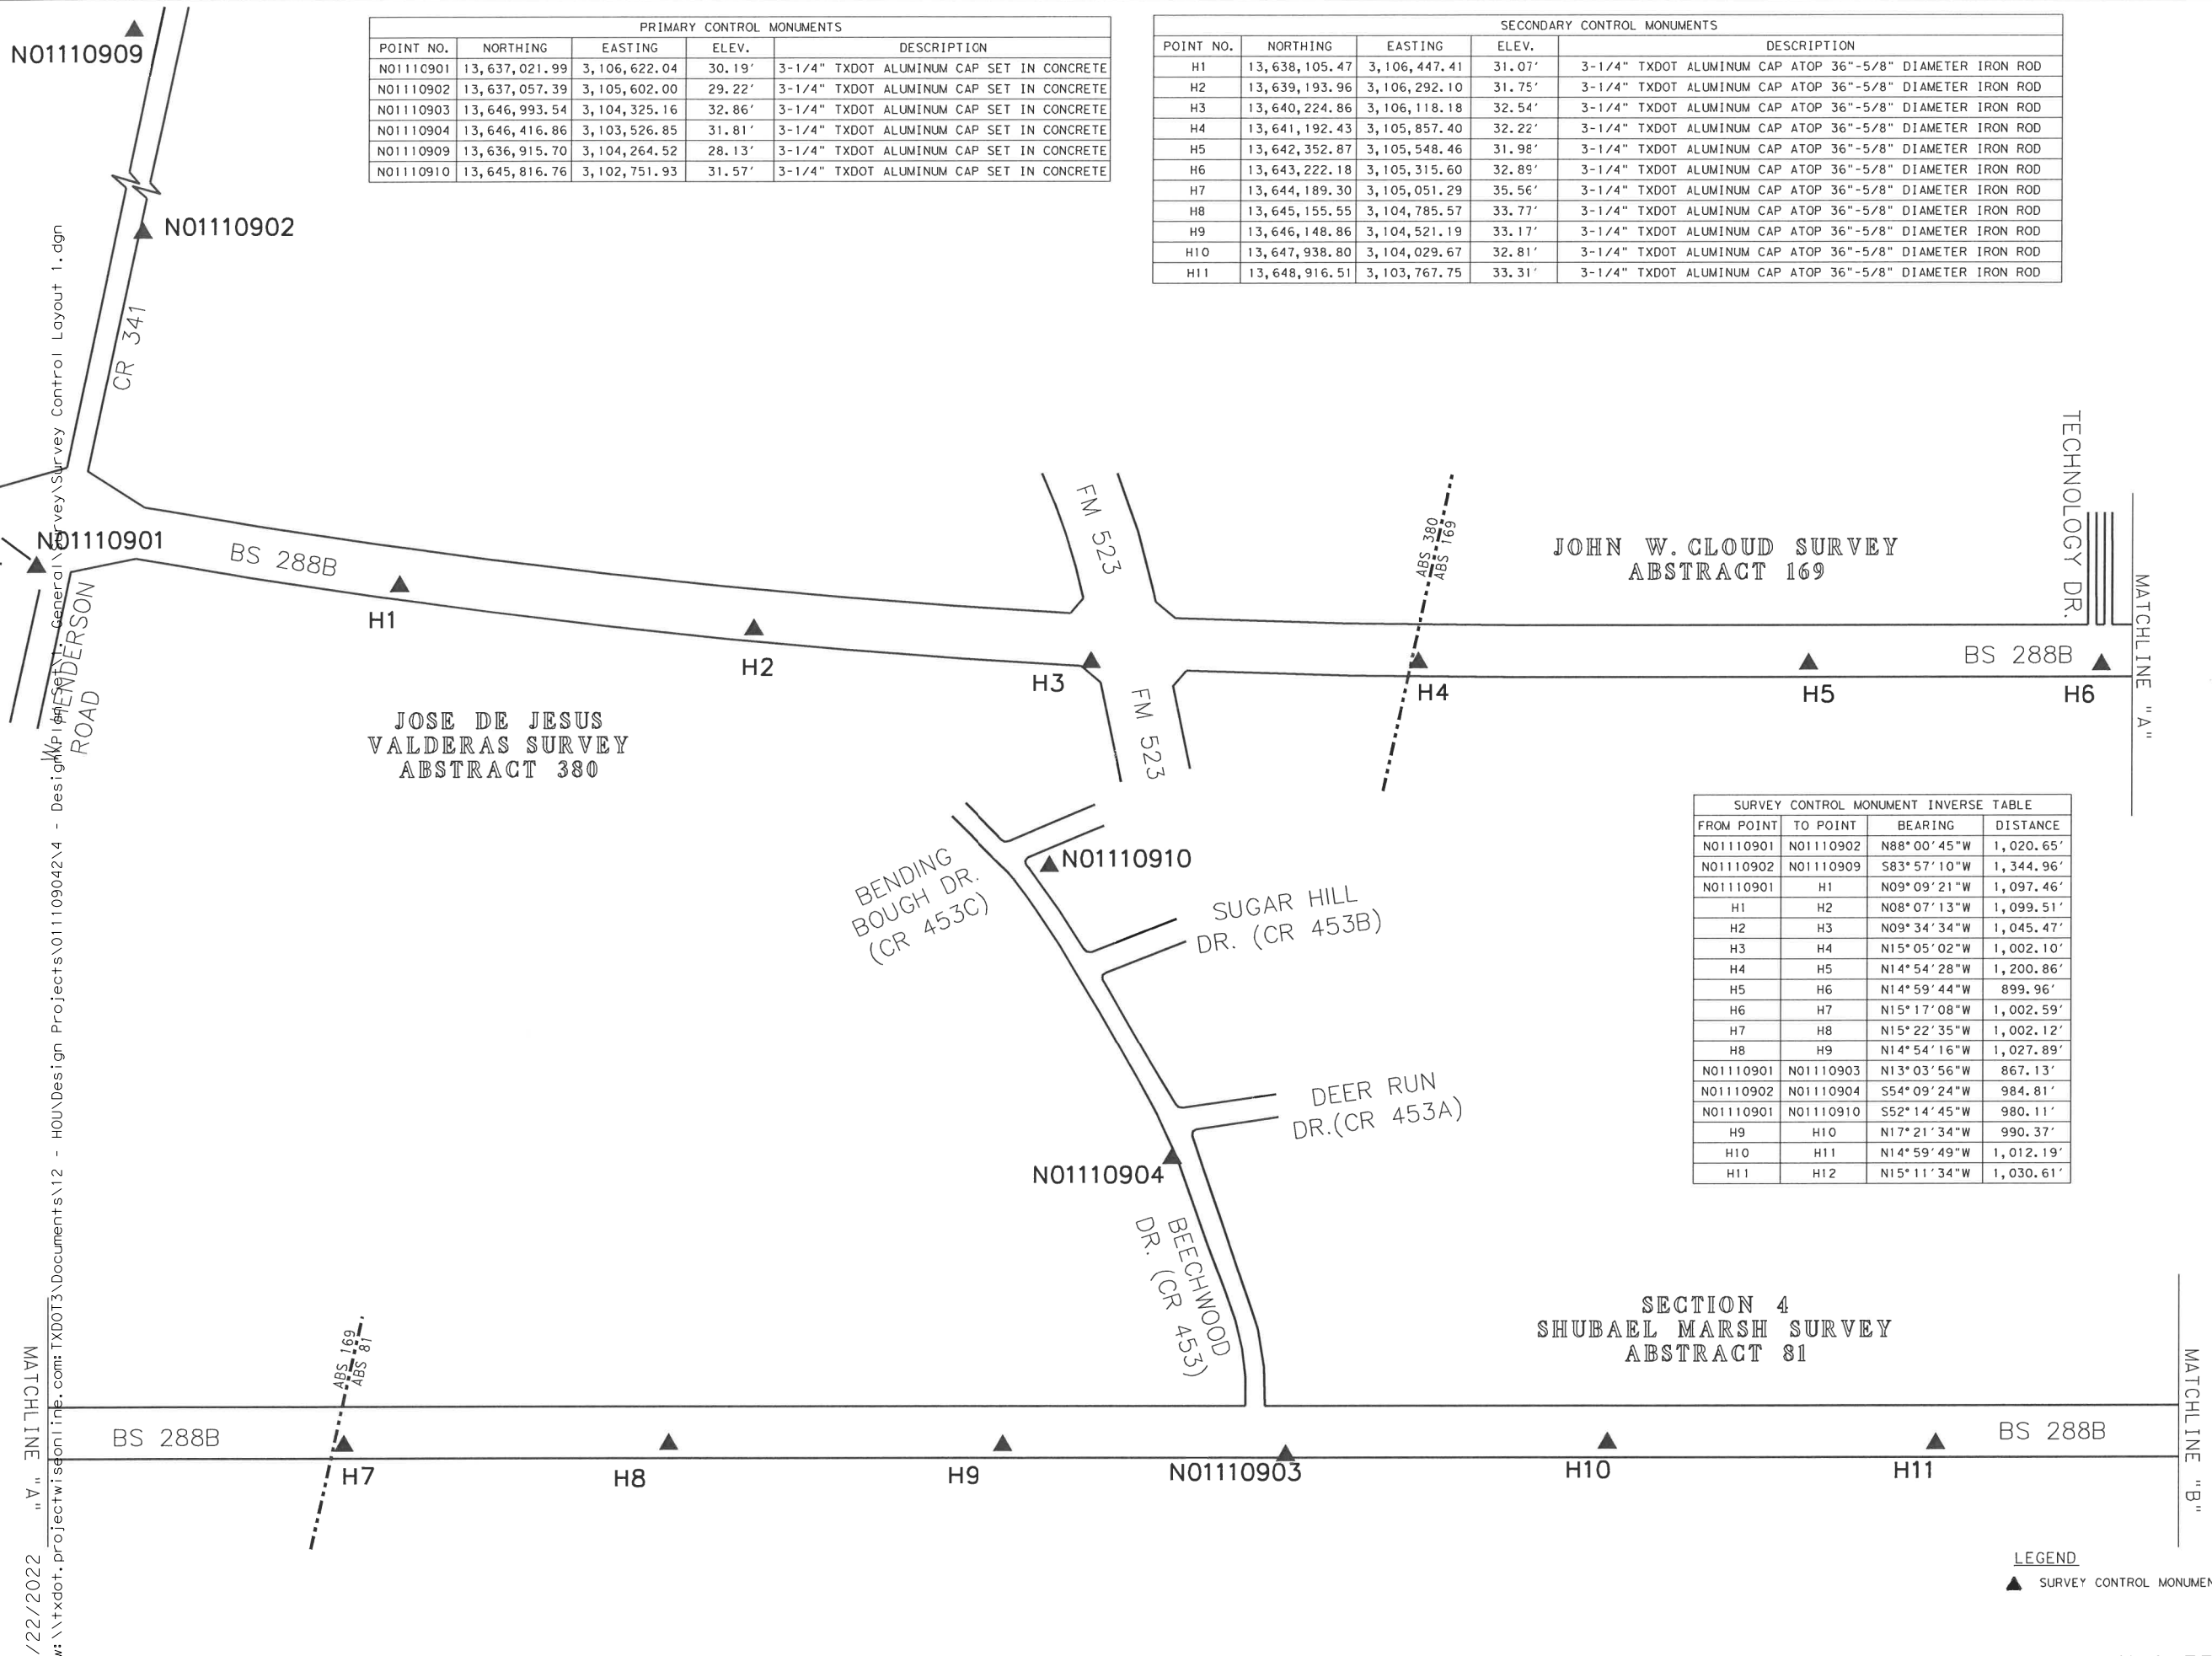 PRIMARY CONTROL MONUMENTS
POINT NO. NORTHING EASTING ELEV. DESCRIPTION
N01110901 13,637,021.99 3,106,622.04 30.19' 3-1/4" TXDOT ALUMINUM CAP SET IN CONCRETE
N01110902 13,637,057.39 3,105,602.00 29.22' 3-1/4" TXDOT ALUMINUM CAP SET IN CONCRETE
N01110903 13,646,993.54 3,104,325.16 32.86' 3-1/4" TXDOT ALUMINUM CAP SET IN CONCRETE
N01110904 13,646,416.86 3,103,526.85 31.81' 3-1/4" TXDOT ALUMINUM CAP SET IN CONCRETE
N01110909 13,636,915.70 3,104,264.52 28.13' 3-1/4" TXDOT ALUMINUM CAP SET IN CONCRETE
N01110910 13,645,816.76 3,102,751.93 31.57' 3-1/4" TXDOT ALUMINUM CAP SET IN CONCRETE
SECONDARY CONTROL MONUMENTS
POINT NO. NORTHING EASTING ELEV. DESCRIPTION
H1 13,638,105.47 3,106,447.41 31.07' 3-1/4" TXDOT ALUMINUM CAP ATOP 36"-5/8" DIAMETER IRON ROD
H2 13,639,193.96 3,106,292.10 31.75' 3-1/4" TXDOT ALUMINUM CAP ATOP 36"-5/8" DIAMETER IRON ROD
H3 13,640,224.86 3,106,118.18 32.54' 3-1/4" TXDOT ALUMINUM CAP ATOP 36"-5/8" DIAMETER IRON ROD
H4 13,641,192.43 3,105,857.40 32.22' 3-1/4" TXDOT ALUMINUM CAP ATOP 36"-5/8" DIAMETER IRON ROD
H5 13,642,352.87 3,105,548.46 31.98' 3-1/4" TXDOT ALUMINUM CAP ATOP 36"-5/8" DIAMETER IRON ROD
H6 13,643,222.18 3,105,315.60 32.89' 3-1/4" TXDOT ALUMINUM CAP ATOP 36"-5/8" DIAMETER IRON ROD
H7 13,644,189.30 3,105,051.29 35.56' 3-1/4" TXDOT ALUMINUM CAP ATOP 36"-5/8" DIAMETER IRON ROD
H8 13,645,155.55 3,104,785.57 33.77' 3-1/4" TXDOT ALUMINUM CAP ATOP 36"-5/8" DIAMETER IRON ROD
H9 13,646,148.86 3,104,521.19 33.17' 3-1/4" TXDOT ALUMINUM CAP ATOP 36"-5/8" DIAMETER IRON ROD
H10 13,647,938.80 3,104,029.67 32.81' 3-1/4" TXDOT ALUMINUM CAP ATOP 36"-5/8" DIAMETER IRON ROD
H11 13,648,916.51 3,103,767.75 33.31' 3-1/4" TXDOT ALUMINUM CAP ATOP 36"-5/8" DIAMETER IRON ROD
N01110909
N01110902
CR 341
N01110901
BS 288B
W. HENDERSON
ROAD
H1
H2
H3
FM 523
FM 523
ABS 380
ABS 169
H4
JOHN W. CLOUD SURVEY
ABSTRACT 169
H5
BS 288B
H6
TECHNOLOGY DR.
MATCHLINE "A"
JOSE DE JESUS
VALDERAS SURVEY
ABSTRACT 380
SURVEY CONTROL MONUMENT INVERSE TABLE
FROM POINT TO POINT BEARING DISTANCE
N01110901 N01110902 N88°00'45"W 1,020.65'
N01110902 N01110909 S83°57'10"W 1,344.96'
N01110901 H1 N09°09'21"W 1,097.46'
H1 H2 N08°07'13"W 1,099.51'
H2 H3 N09°34'34"W 1,045.47'
H3 H4 N15°05'02"W 1,002.10'
H4 H5 N14°54'28"W 1,200.86'
H5 H6 N14°59'44"W 899.96'
H6 H7 N15°17'08"W 1,002.59'
H7 H8 N15°22'35"W 1,002.12'
H8 H9 N14°54'16"W 1,027.89'
N01110901 N01110903 N13°03'56"W 867.13'
N01110902 N01110904 S54°09'24"W 984.81'
N01110901 N01110910 S52°14'45"W 980.11'
H9 H10 N17°21'34"W 990.37'
H10 H11 N14°59'49"W 1,012.19'
H11 H12 N15°11'34"W 1,030.61'
BENDING
BOUGH DR.
(CR 453C)
N01110910
SUGAR HILL
DR. (CR 453B)
DEER RUN
DR.(CR 453A)
N01110904
BEECHWOOD
DR. (CR 453)
SECTION 4
SHUBAEL MARSH SURVEY
ABSTRACT 81
MATCHLINE "A"
BS 288B
ABS 169
ABS 81
H7
H8
H9
N01110903
H10
H11
BS 288B
MATCHLINE "B"
LEGEND
SURVEY CONTROL MONUMEN
/22/2022
w:\\txdot.projectwiseonline.com:TXDOT3\Documents\12 - HOU\Design Projects\011109042\4 - Design\Plan Set\1. General\Survey\Survey Control Layout 1.dgn